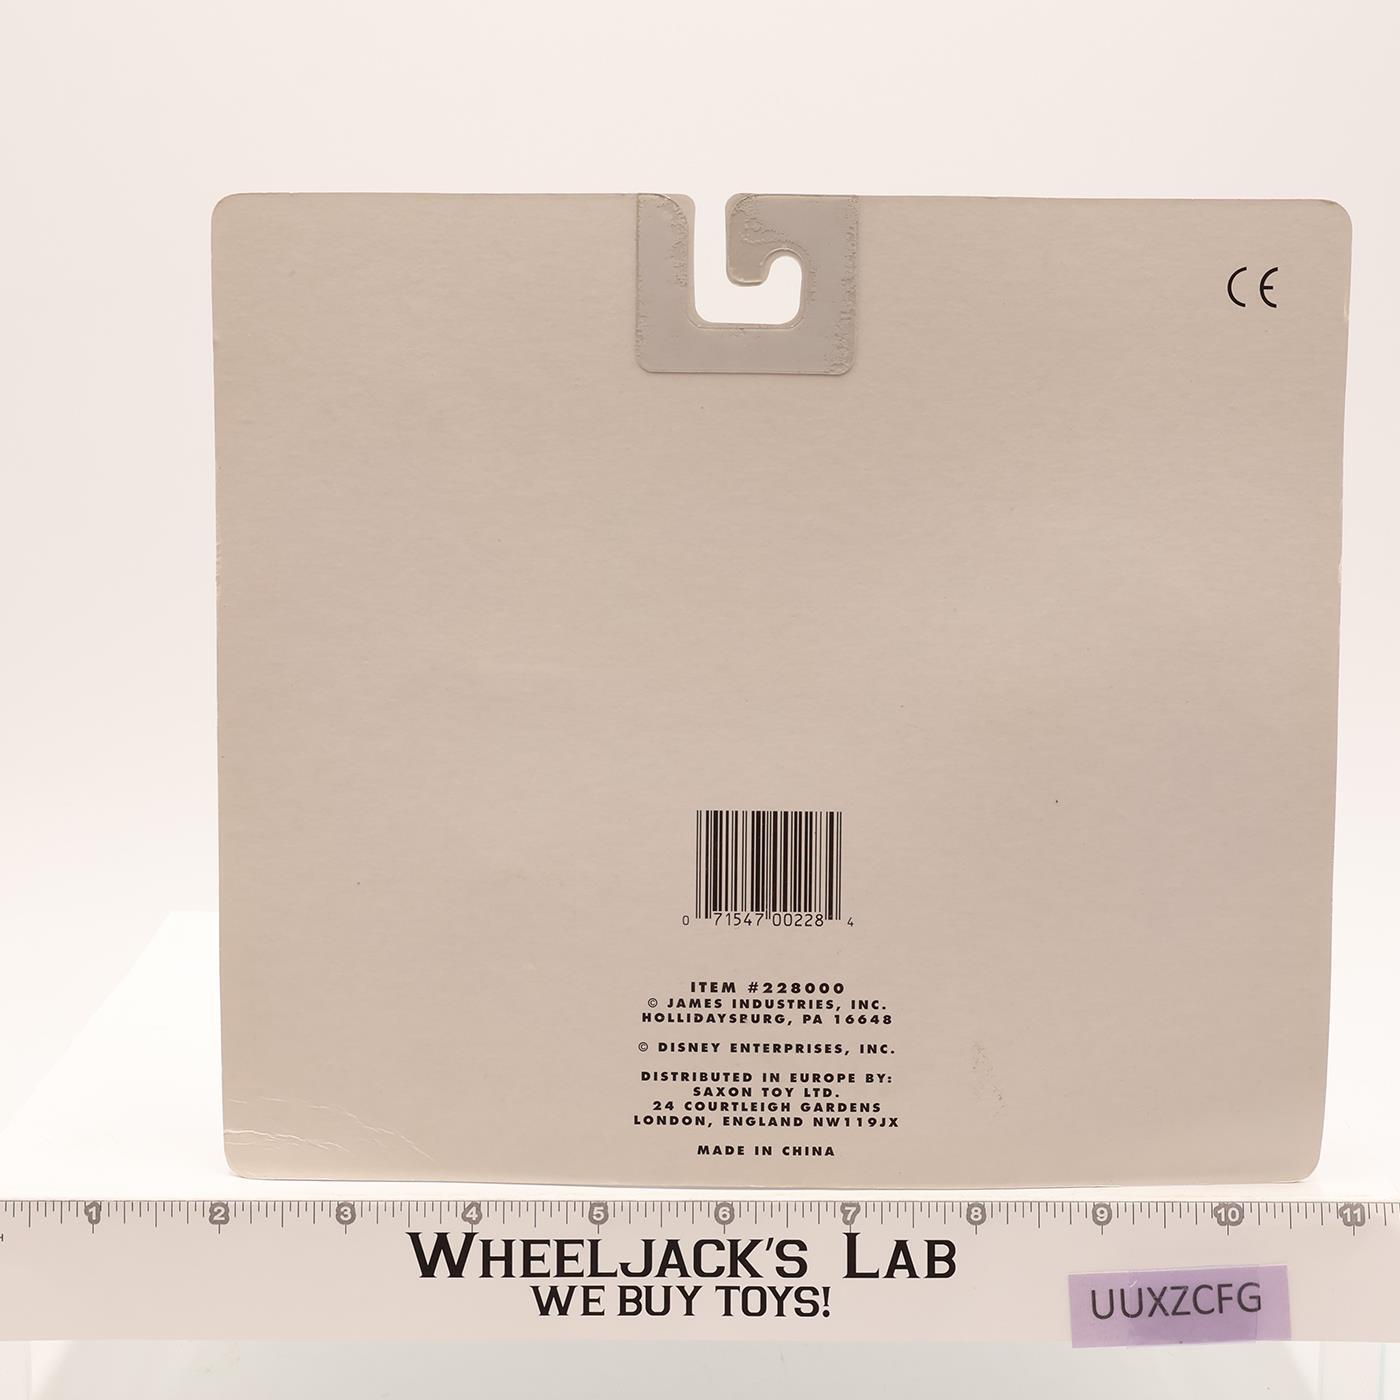 CE
0 71547 00228 4
ITEM #228000
© JAMES INDUSTRIES, INC.
HOLLIDAYSBURG, PA 16648
© DISNEY ENTERPRISES, INC.
DISTRIBUTED IN EUROPE BY:
SAXON TOY LTD.
24 COURTLEIGH GARDENS
LONDON, ENGLAND NW119JX
MADE IN CHINA
1 2 3 4 5 6 7 8 9 10 11
WHEELJACK'S LAB
WE BUY TOYS!
UUXZCFG